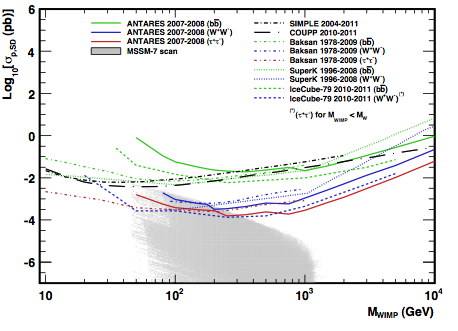 Log₁₀[σp,SD (pb)]
6
4
2
0
-2
-4
-6
ANTARES 2007-2008 (bb̄)
ANTARES 2007-2008 (W⁺W⁻)
ANTARES 2007-2008 (τ⁺τ⁻)
MSSM-7 scan
SIMPLE 2004-2011
COUPP 2010-2011
Baksan 1978-2009 (bb̄)
Baksan 1978-2009 (W⁺W⁻)
Baksan 1978-2009 (τ⁺τ⁻)
SuperK 1996-2008 (bb̄)
SuperK 1996-2008 (W⁺W⁻)
IceCube-79 2010-2011 (bb̄)
IceCube-79 2010-2011 (W⁺W⁻)(*)
(*) (τ⁺τ⁻) for MWIMP < MW
10 10² 10³ 10⁴
MWIMP (GeV)